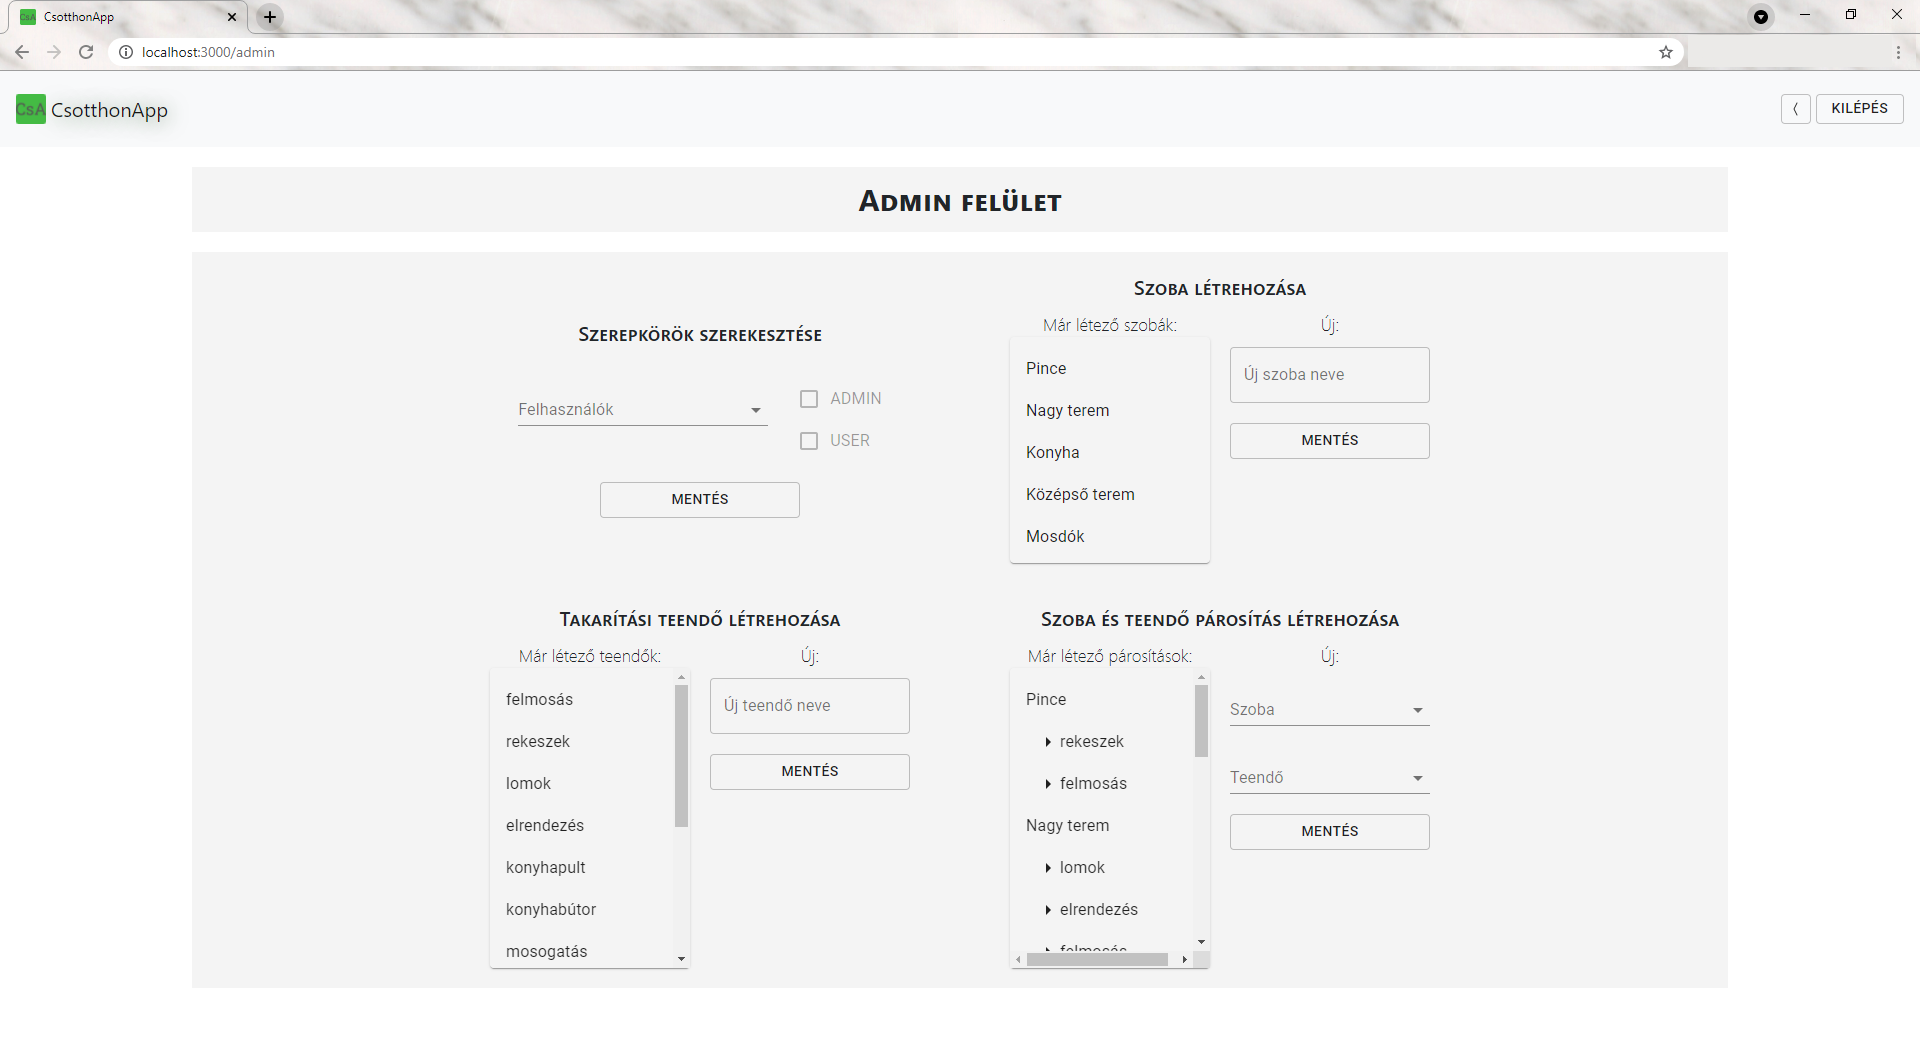 CsA CsotthonApp
localhost:3000/admin
CsA CsotthonApp
KILÉPÉS
Admin felület
Szerepkörök szerekesztése
Felhasználók
ADMIN
USER
MENTÉS
Szoba létrehozása
Már létező szobák:
Új:
Pince
Nagy terem
Konyha
Középső terem
Mosdók
Új szoba neve
MENTÉS
Takarítási teendő létrehozása
Már létező teendők:
Új:
felmosás
rekeszek
lomok
elrendezés
konyhapult
konyhabútor
mosogatás
Új teendő neve
MENTÉS
Szoba és teendő párosítás létrehozása
Már létező párosítások:
Új:
Pince
rekeszek
felmosás
Nagy terem
lomok
elrendezés
felmosás
Szoba
Teendő
MENTÉS